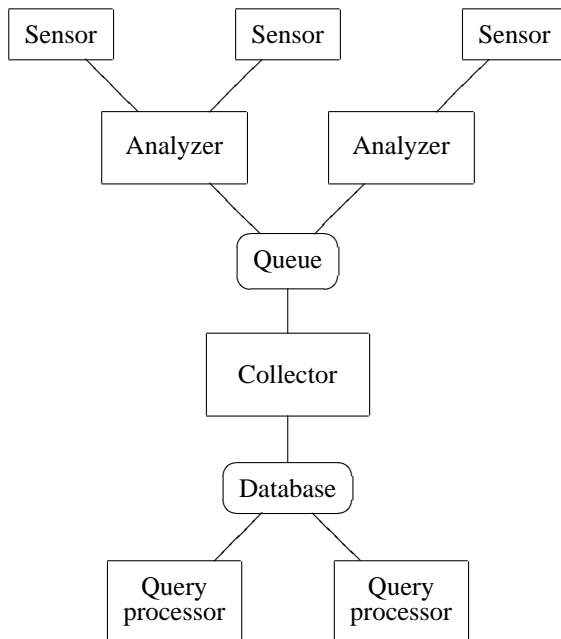 Sensor
Sensor
Sensor
Analyzer
Analyzer
Queue
Collector
Database
Query
processor
Query
processor